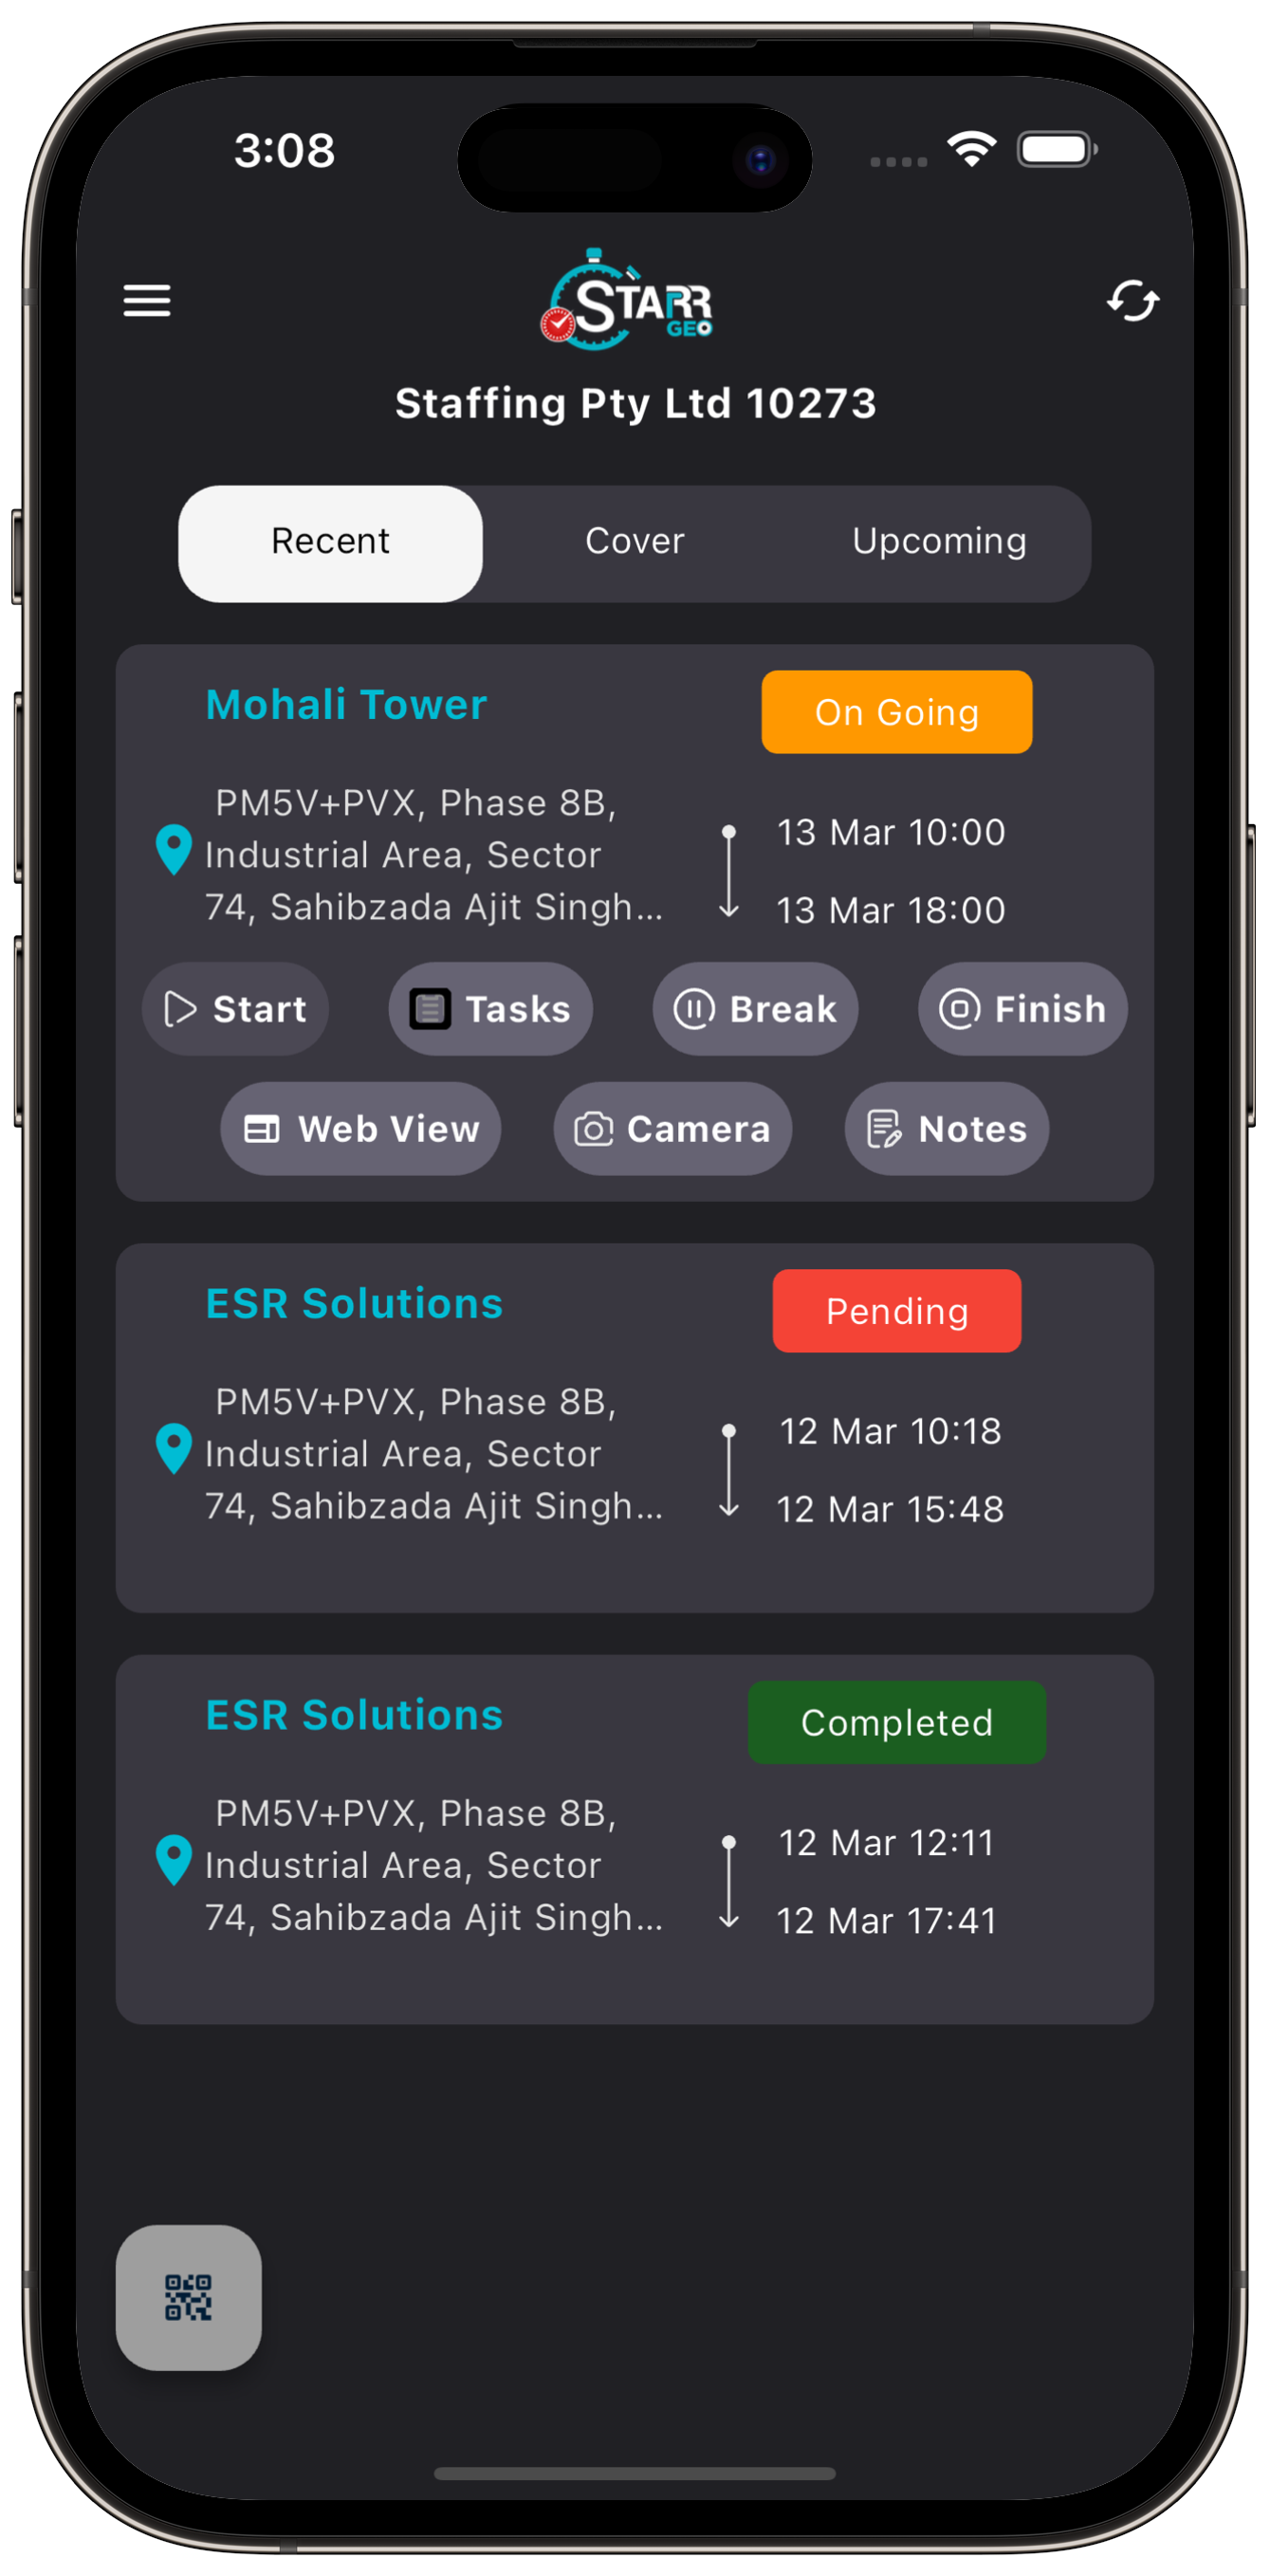 3:08
STARR
GEO
Staffing Pty Ltd 10273
Recent
Cover
Upcoming
Mohali Tower
On Going
PM5V+PVX, Phase 8B,
Industrial Area, Sector
74, Sahibzada Ajit Singh...
13 Mar 10:00
13 Mar 18:00
Start
Tasks
Break
Finish
Web View
Camera
Notes
ESR Solutions
Pending
PM5V+PVX, Phase 8B,
Industrial Area, Sector
74, Sahibzada Ajit Singh...
12 Mar 10:18
12 Mar 15:48
ESR Solutions
Completed
PM5V+PVX, Phase 8B,
Industrial Area, Sector
74, Sahibzada Ajit Singh...
12 Mar 12:11
12 Mar 17:41